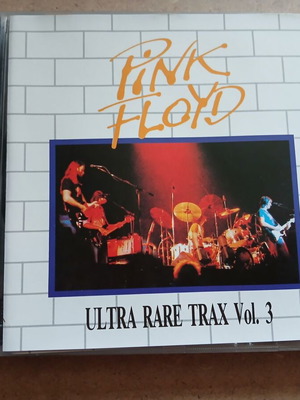 PINK
FLOYD
ULTRA RARE TRAX Vol. 3